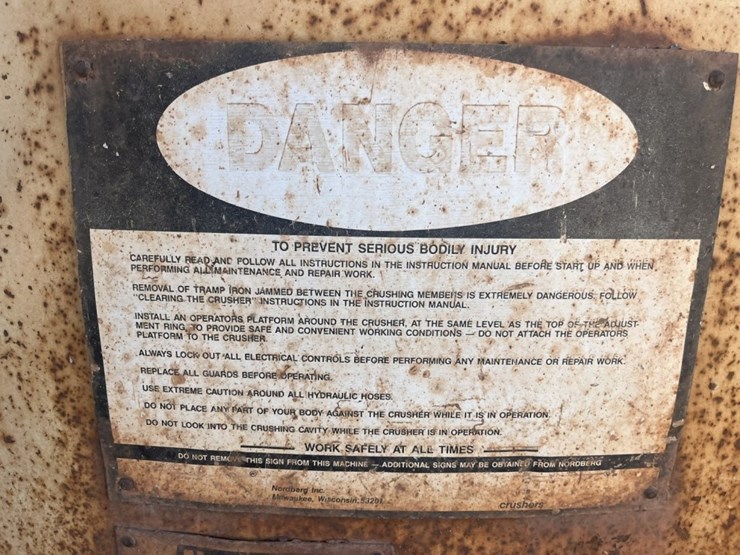 DANGER
TO PREVENT SERIOUS BODILY INJURY
CAREFULLY READ AND FOLLOW ALL INSTRUCTIONS IN THE INSTRUCTION MANUAL BEFORE START UP AND WHEN
PERFORMING ALL MAINTENANCE AND REPAIR WORK.
REMOVAL OF TRAMP IRON JAMMED BETWEEN THE CRUSHING MEMBERS IS EXTREMELY DANGEROUS. FOLLOW
"CLEARING THE CRUSHER" INSTRUCTIONS IN THE INSTRUCTION MANUAL.
INSTALL AN OPERATORS PLATFORM AROUND THE CRUSHER, AT THE SAME LEVEL AS THE TOP OF THE ADJUST-
MENT RING, TO PROVIDE SAFE AND CONVENIENT WORKING CONDITIONS — DO NOT ATTACH THE OPERATORS
PLATFORM TO THE CRUSHER.
ALWAYS LOCK OUT ALL ELECTRICAL CONTROLS BEFORE PERFORMING ANY MAINTENANCE OR REPAIR WORK.
REPLACE ALL GUARDS BEFORE OPERATING.
USE EXTREME CAUTION AROUND ALL HYDRAULIC HOSES.
DO NOT PLACE ANY PART OF YOUR BODY AGAINST THE CRUSHER WHILE IT IS IN OPERATION.
DO NOT LOOK INTO THE CRUSHING CAVITY WHILE THE CRUSHER IS IN OPERATION.
WORK SAFELY AT ALL TIMES
DO NOT REMOVE THIS SIGN FROM THIS MACHINE — ADDITIONAL SIGNS MAY BE OBTAINED FROM NORDBERG
Nordberg Inc.
Milwaukee, Wisconsin 53201
crushers